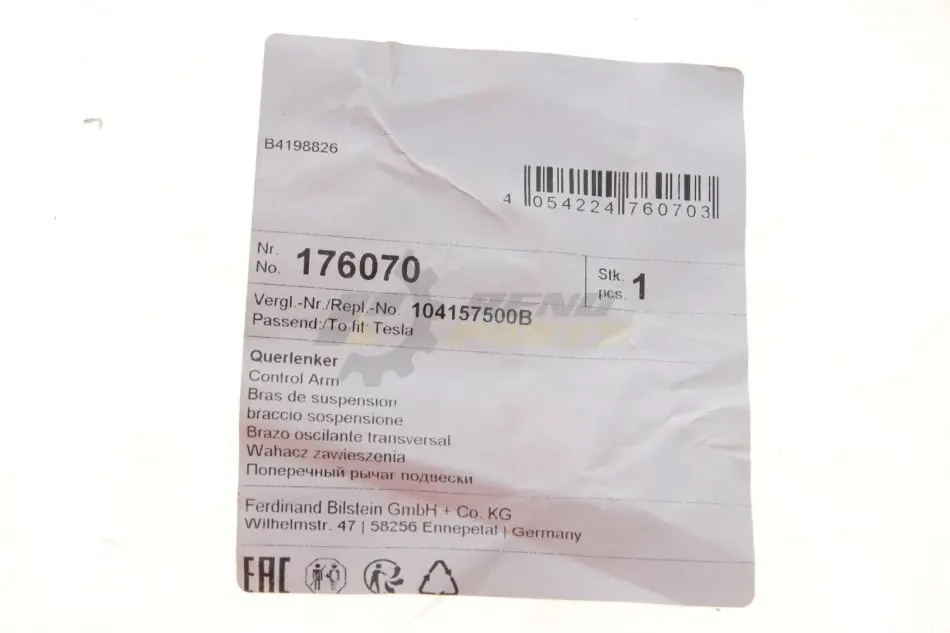 B4198826
4 054224 760703
Nr.
No. 176070
Stk.
pcs. 1
Vergl.-Nr./Repl.-No. 104157500B
Passend:/To fit: Tesla
Querlenker
Control Arm
Bras de suspension
braccio sospensione
Brazo oscilante transversal
Wahacz zawieszenia
Поперечный рычаг подвески
Ferdinand Bilstein GmbH + Co. KG
Wilhelmstr. 47 | 58256 Ennepetal | Germany
EAC